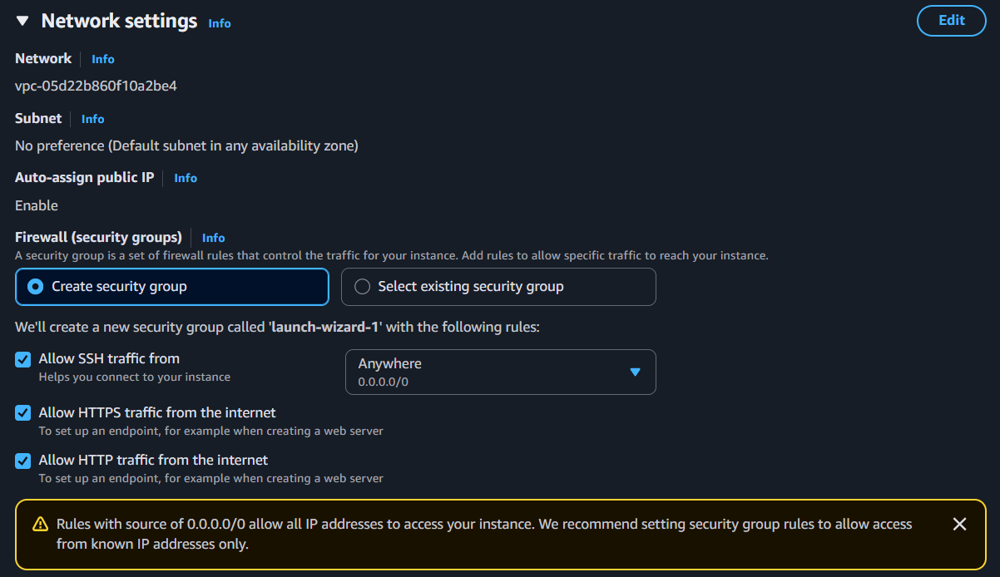 Network settings Info
Edit
Network Info
vpc-05d22b860f10a2be4
Subnet Info
No preference (Default subnet in any availability zone)
Auto-assign public IP Info
Enable
Firewall (security groups) Info
A security group is a set of firewall rules that control the traffic for your instance. Add rules to allow specific traffic to reach your instance.
Create security group
Select existing security group
We'll create a new security group called 'launch-wizard-1' with the following rules:
Allow SSH traffic from
Helps you connect to your instance
Anywhere
0.0.0.0/0
Allow HTTPS traffic from the internet
To set up an endpoint, for example when creating a web server
Allow HTTP traffic from the internet
To set up an endpoint, for example when creating a web server
Rules with source of 0.0.0.0/0 allow all IP addresses to access your instance. We recommend setting security group rules to allow access
from known IP addresses only.